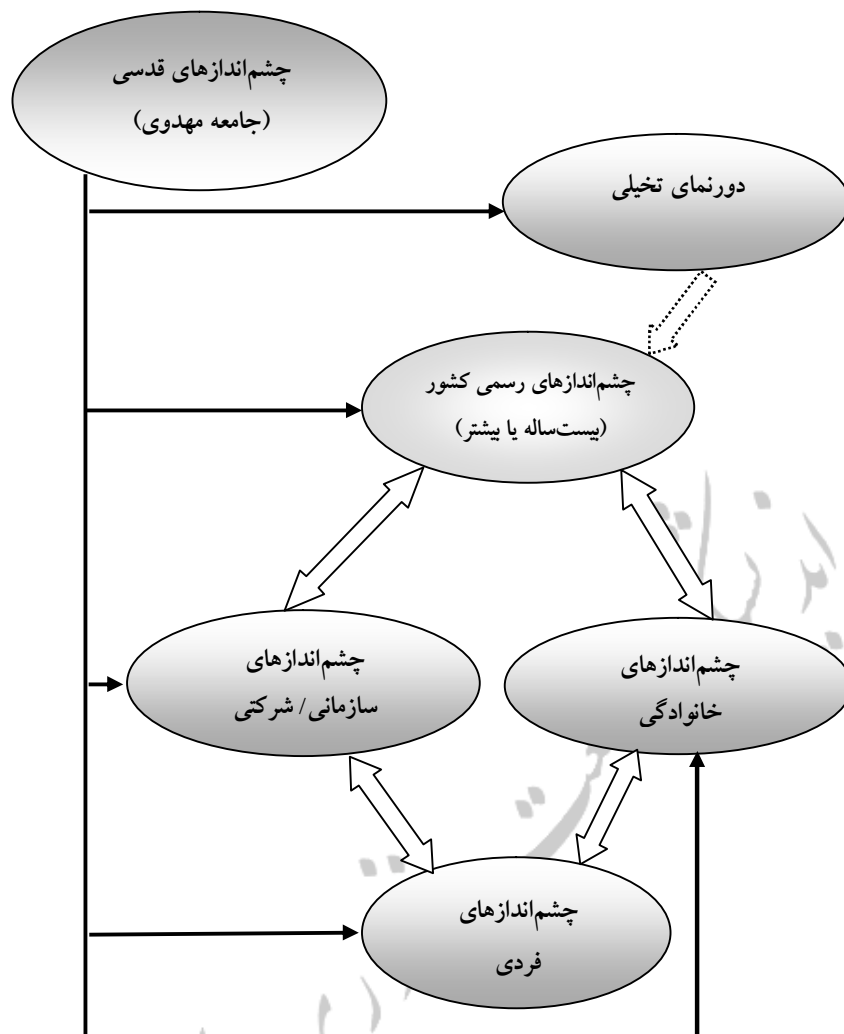 چشم‌اندازهای قدسی
(جامعه مهدوی)
دورنمای تخیلی
چشم‌اندازهای رسمی کشور
(بیست‌ساله یا بیشتر)
چشم‌اندازهای
خانوادگی
چشم‌اندازهای
سازمانی/ شرکتی
چشم‌اندازهای
فردی